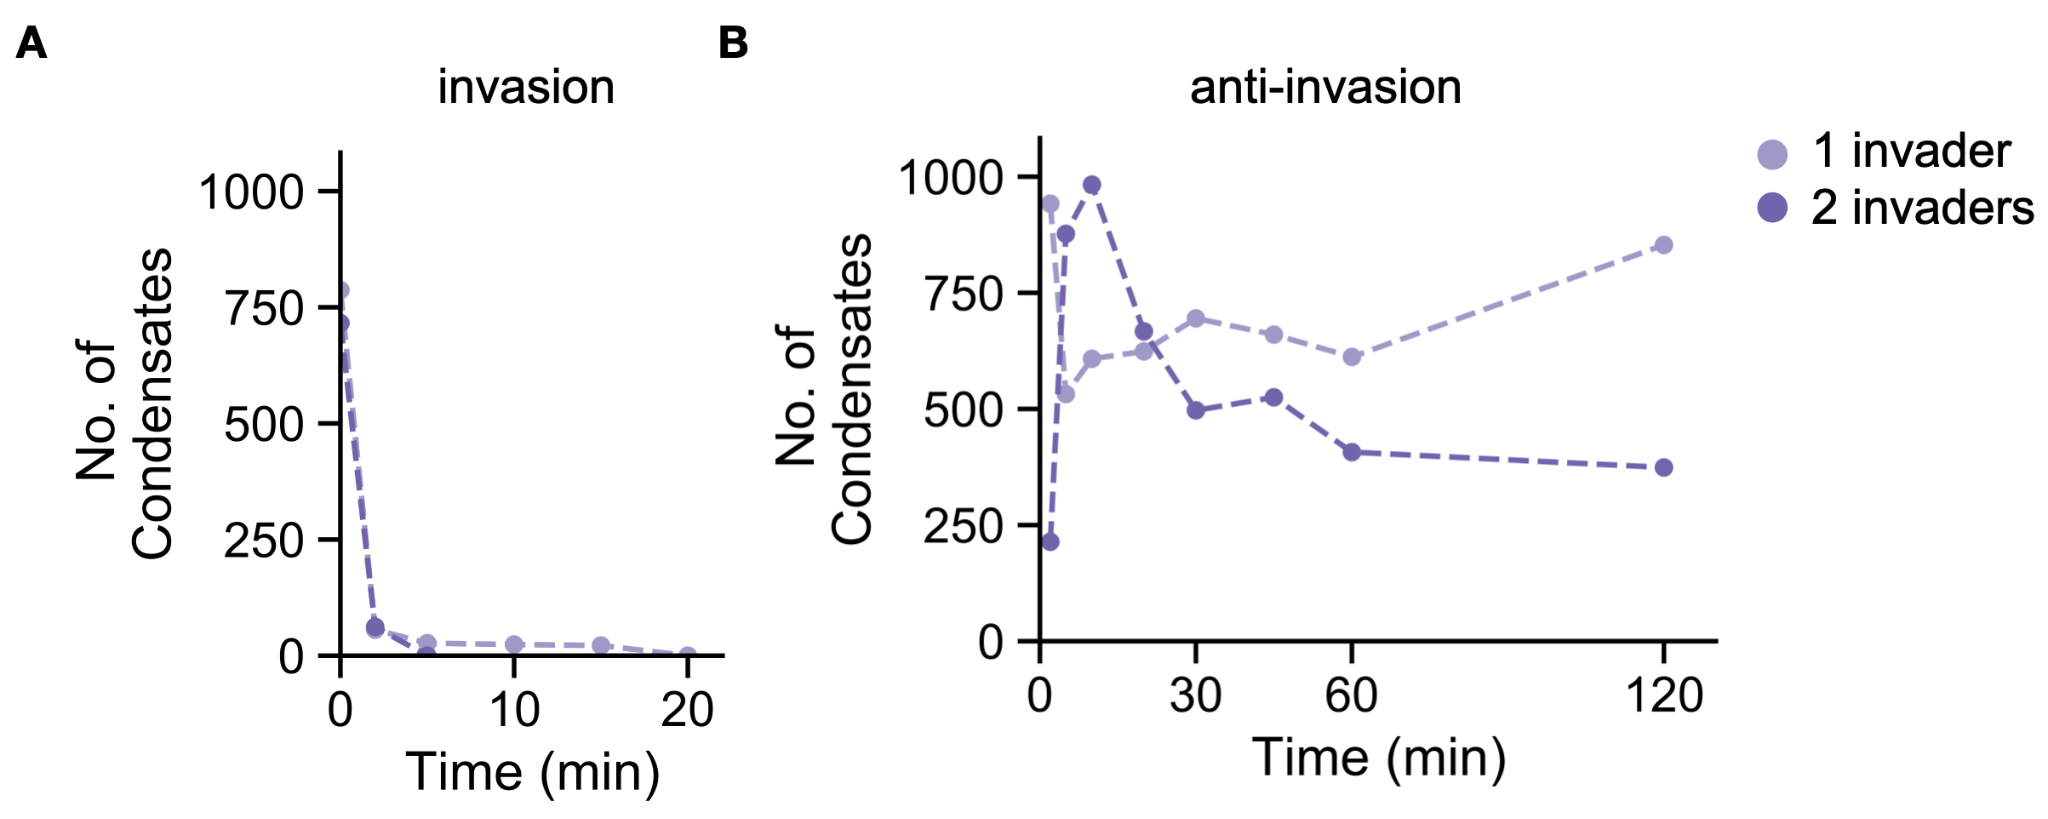 A
invasion
No. of
Condensates
1000
750
500
250
0
0 10 20
Time (min)
B
anti-invasion
No. of
Condensates
1000
750
500
250
0
0 30 60 120
Time (min)
1 invader
2 invaders